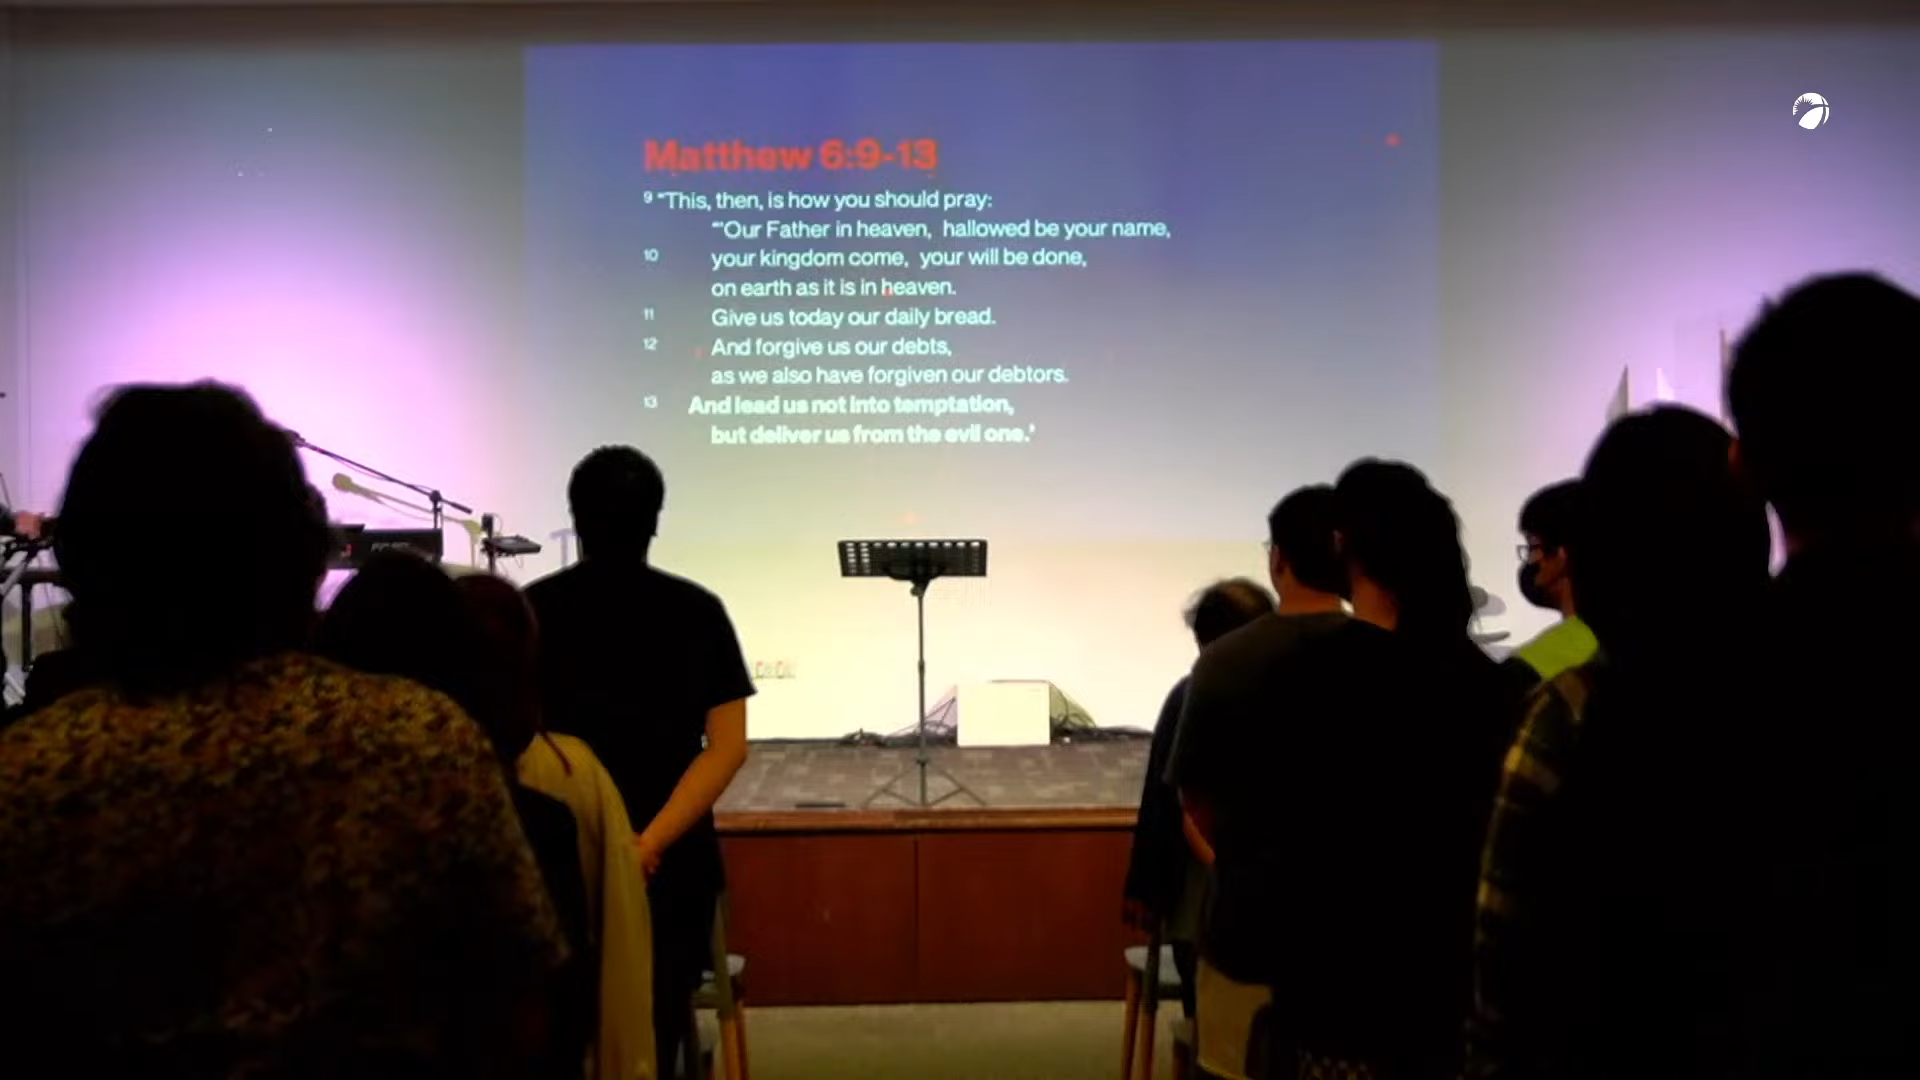 Matthew 6:9-13
⁹ “This, then, is how you should pray:
“‘Our Father in heaven, hallowed be your name,
¹⁰ your kingdom come, your will be done,
on earth as it is in heaven.
¹¹ Give us today our daily bread.
¹² And forgive us our debts,
as we also have forgiven our debtors.
¹³ And lead us not into temptation,
but deliver us from the evil one.’